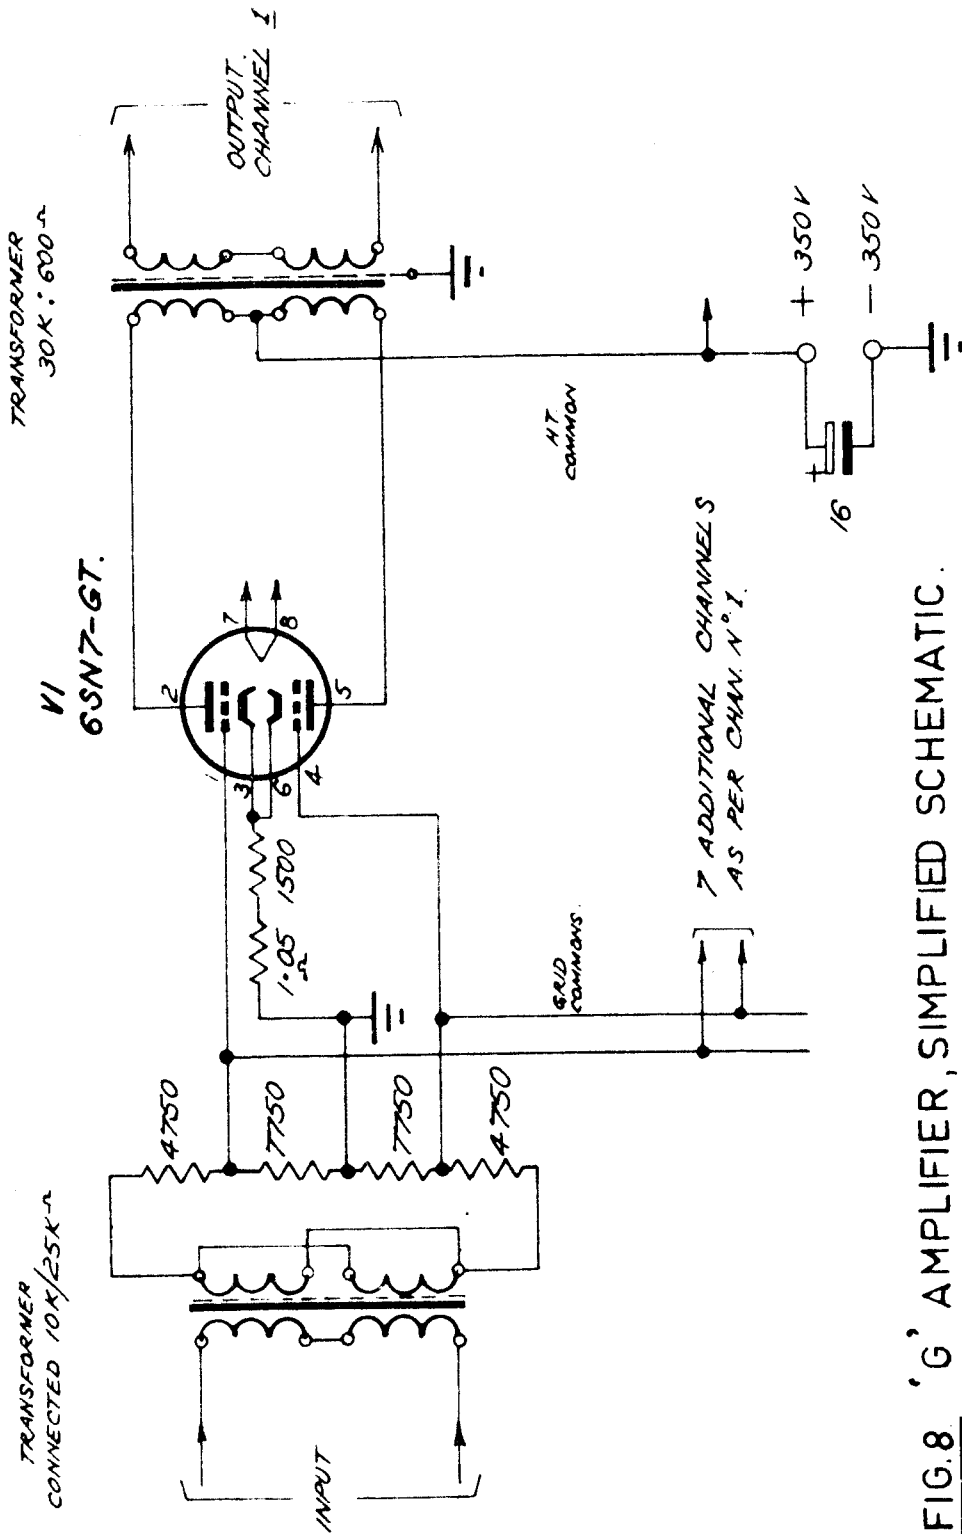 TRANSFORMER
CONNECTED 10K/25K Ω
INPUT
4750
7750
7750
4750
1·05
Ω
1500
GRID
COMMONS.
V1
6SN7-GT.
2
3
6
4
5
7
8
7 ADDITIONAL CHANNELS
AS PER CHAN. Nº 1.
HT
COMMON
TRANSFORMER
30K : 600 Ω
OUTPUT.
CHANNEL 1
+
16
+ 350V
- 350V
FIG.8 'G' AMPLIFIER, SIMPLIFIED SCHEMATIC.